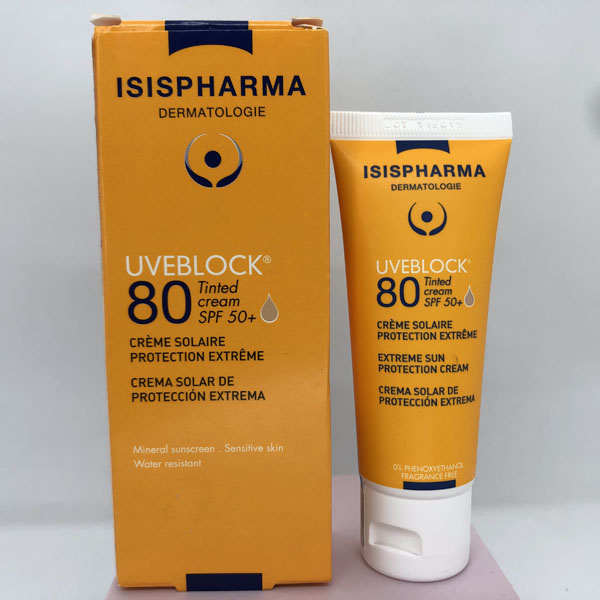 ISISPHARMA
DERMATOLOGIE
UVEBLOCK®
80 Tinted
cream
SPF 50+
CRÈME SOLAIRE
PROTECTION EXTRÊME
CREMA SOLAR DE
PROTECCIÓN EXTREMA
Mineral sunscreen . Sensitive skin
Water resistant
ISISPHARMA
DERMATOLOGIE
UVEBLOCK®
80 Tinted
cream
SPF 50+
CRÈME SOLAIRE
PROTECTION EXTRÊME
EXTREME SUN
PROTECTION CREAM
CREMA SOLAR DE
PROTECCIÓN EXTREMA
0% PHENOXYETHANOL
FRAGRANCE FREE